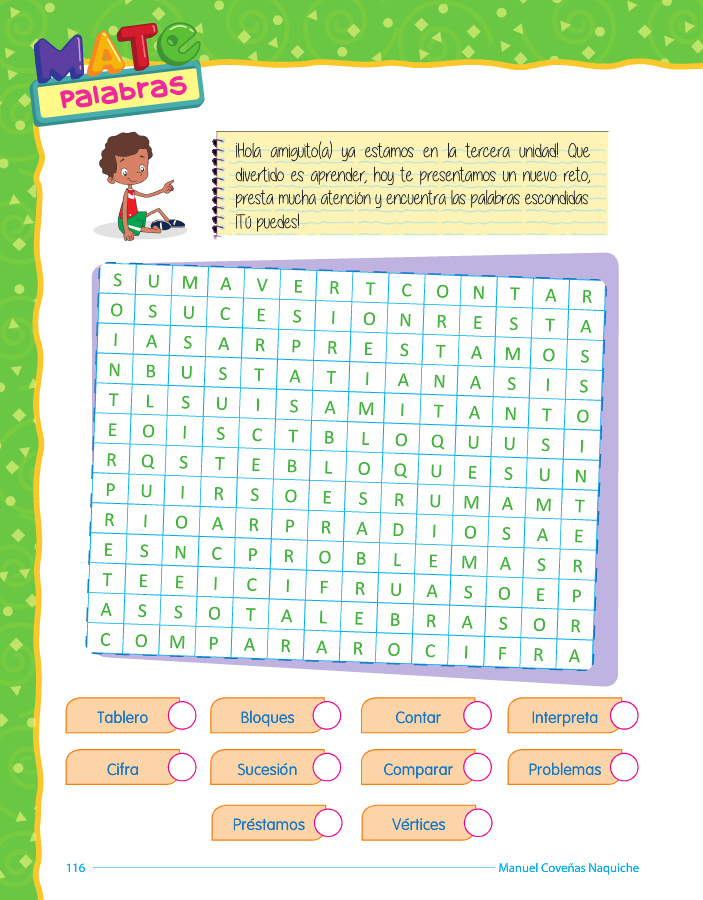 MATE
Palabras
¡Hola amiguito(a) ya estamos en la tercera unidad! Que
divertido es aprender, hoy te presentamos un nuevo reto,
presta mucha atención y encuentra las palabras escondidas
¡Tú puedes!
S U M A V E R T C O N T A R
O S U C E S I O N R E S T A
I A S A R P R E S T A M O S
N B U S T A T I A N A S I S
T L S U I S A M I T A N T O
E O I S C T B L O Q U U S I
R Q S T E B L O Q U E S U N
P U I R S O E S R U M A M T
R I O A R P R A D I O S A E
E S N C P R O B L E M A S R
T E E I C I F R U A S O E P
A S S O T A L E B R A S O R
C O M P A R A R O C I F R A
Tablero Bloques Contar Interpreta
Cifra Sucesión Comparar Problemas
Préstamos Vértices
116 Manuel Coveñas Naquiche